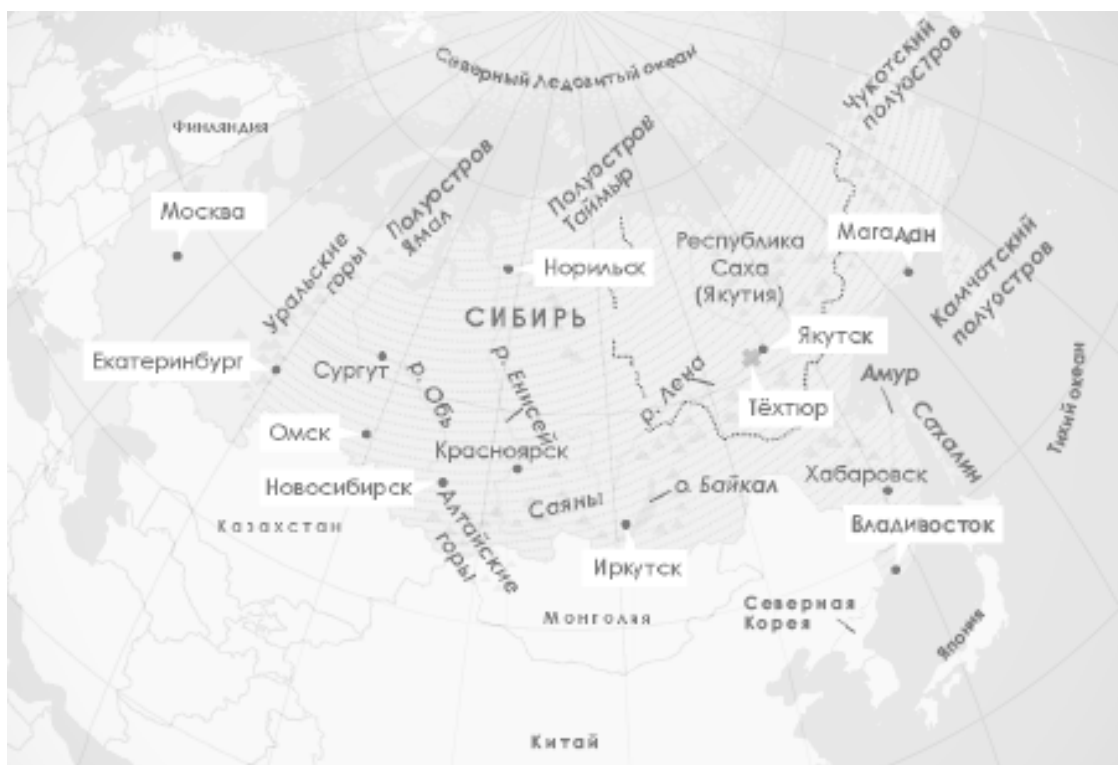 Северный Ледовитый океан
Чукотский
полуостров
Финляндия
Полуостров
Ямал
Полуостров
Таймыр
Москва
Уральские
горы
Республика
Саха
(Якутия)
Магадан
Камчатский
полуостров
Норильск
СИБИРЬ
Екатеринбург
Сургут
р. Обь
р. Енисей
р. Лена
Якутск
Тёхтюр
Амур
Сахалин
Тихий океан
Омск
Красноярск
Новосибирск
Алтайские
горы
Саяны
о. Байкал
Хабаровск
Казахстан
Владивосток
Иркутск
Монголия
Северная
Корея
Япония
Китай